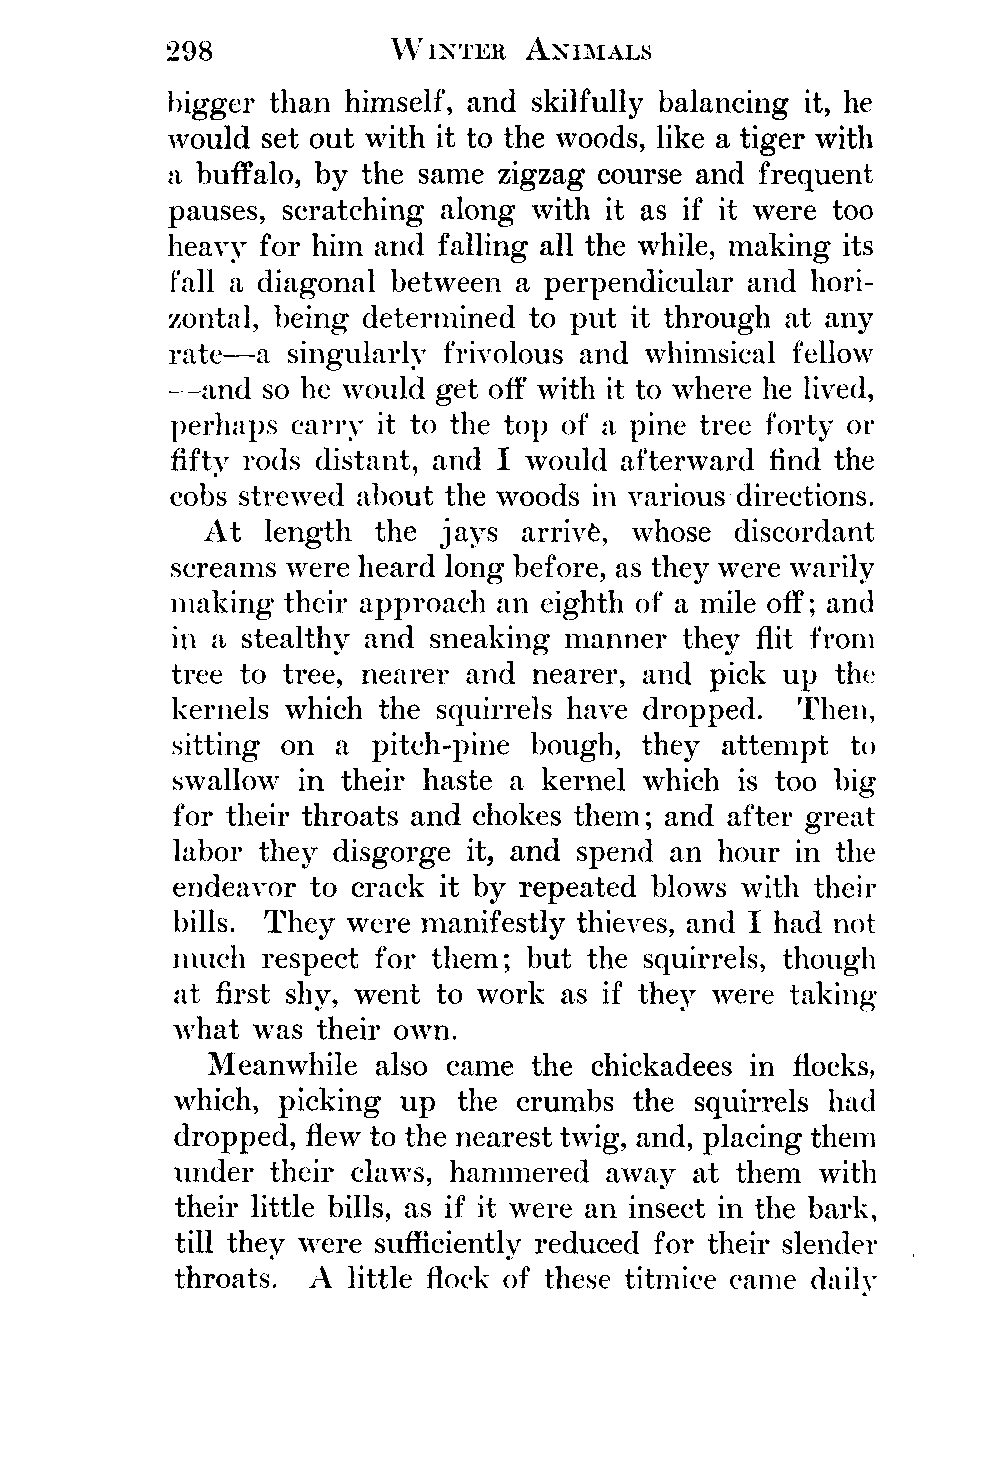 298 Winter Animals
bigger than himself, and skilfully balancing it, he
would set out with it to the woods, like a tiger with
a buffalo, by the same zigzag course and frequent
pauses, scratching along with it as if it were too
heavy for him and falling all the while, making its
fall a diagonal between a perpendicular and hori-
zontal, being determined to put it through at any
rate—a singularly frivolous and whimsical fellow
—and so he would get off with it to where he lived,
perhaps carry it to the top of a pine tree forty or
fifty rods distant, and I would afterward find the
cobs strewed about the woods in various directions.
At length the jays arrive, whose discordant
screams were heard long before, as they were warily
making their approach an eighth of a mile off; and
in a stealthy and sneaking manner they flit from
tree to tree, nearer and nearer, and pick up the
kernels which the squirrels have dropped. Then,
sitting on a pitch-pine bough, they attempt to
swallow in their haste a kernel which is too big
for their throats and chokes them; and after great
labor they disgorge it, and spend an hour in the
endeavor to crack it by repeated blows with their
bills. They were manifestly thieves, and I had not
much respect for them; but the squirrels, though
at first shy, went to work as if they were taking
what was their own.
Meanwhile also came the chickadees in flocks,
which, picking up the crumbs the squirrels had
dropped, flew to the nearest twig, and, placing them
under their claws, hammered away at them with
their little bills, as if it were an insect in the bark,
till they were sufficiently reduced for their slender
throats. A little flock of these titmice came daily